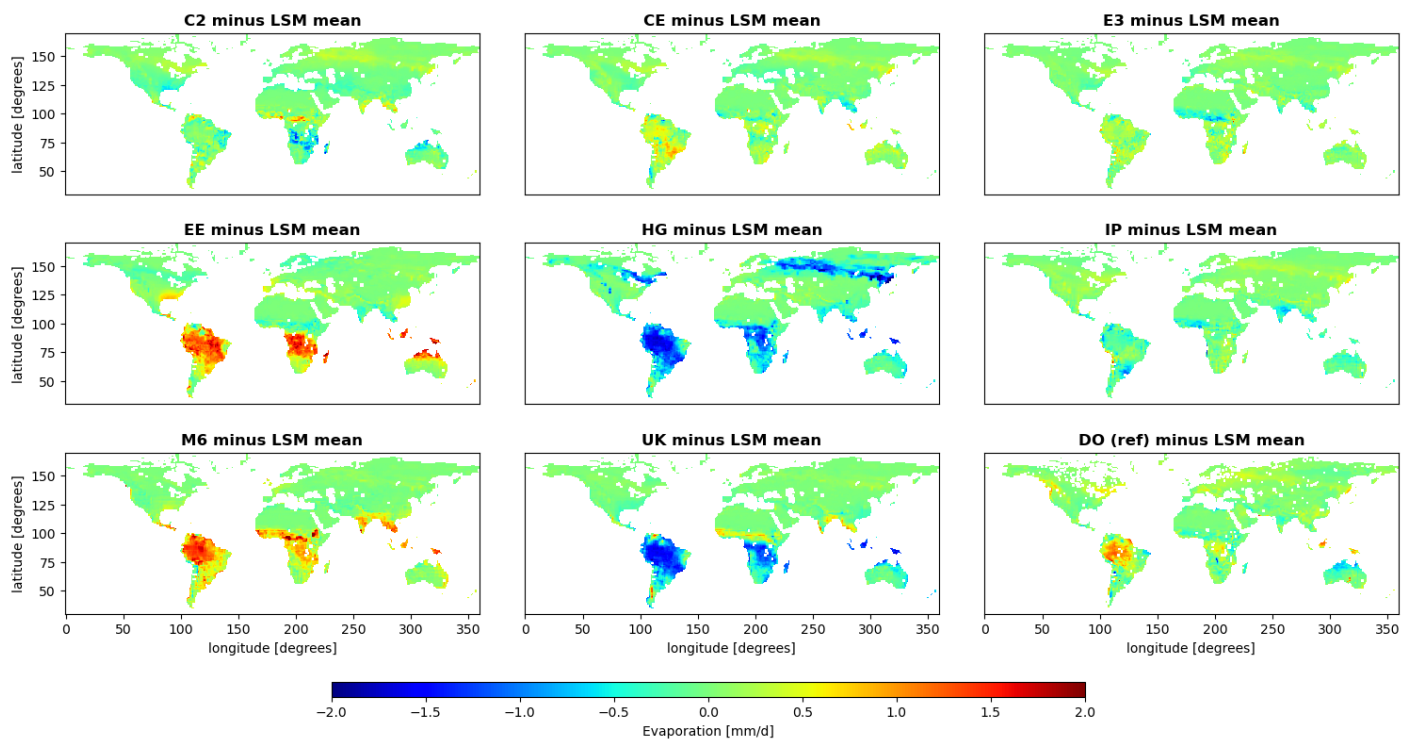 C2 minus LSM mean
CE minus LSM mean
E3 minus LSM mean
latitude [degrees]
150
125
100
75
50
EE minus LSM mean
HG minus LSM mean
IP minus LSM mean
latitude [degrees]
150
125
100
75
50
M6 minus LSM mean
UK minus LSM mean
DO (ref) minus LSM mean
latitude [degrees]
150
125
100
75
50
0 50 100 150 200 250 300 350
0 50 100 150 200 250 300 350
0 50 100 150 200 250 300 350
longitude [degrees]
longitude [degrees]
longitude [degrees]
−2.0 −1.5 −1.0 −0.5 0.0 0.5 1.0 1.5 2.0
Evaporation [mm/d]